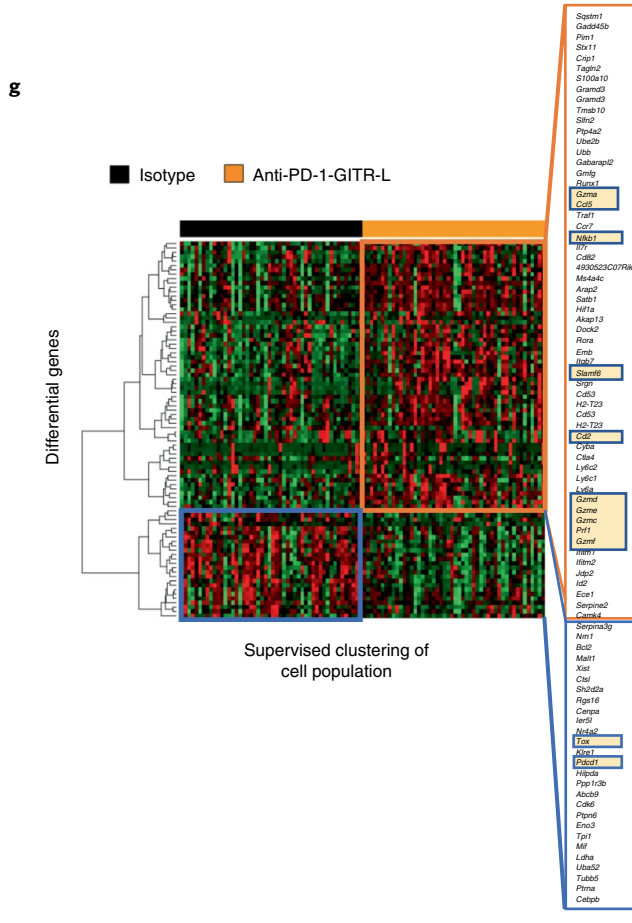 g
Isotype
Anti-PD-1-GITR-L
Differential genes
Supervised clustering of
cell population
Sqstm1
Gadd45b
Pim1
Stx11
Crip1
Tagln2
S100a10
Gramd3
Gramd3
Tmsb10
Slfn2
Ptp4a2
Ube2b
Ubb
Gabarapl2
Gmfg
Runx1
Gzma
Ccl5
Traf1
Ccr7
Nfkb1
Il7r
Cd82
4930523C07Rik
Ms4a4c
Arap2
Satb1
Hif1a
Akap13
Dock2
Rora
Emb
Itgb7
Slamf6
Srgn
Cd53
H2-T23
Cd53
H2-T23
Cd2
Cyba
Ctla4
Ly6c2
Ly6c1
Ly6a
Gzmd
Gzme
Gzmc
Prf1
Gzmf
Ifitm1
Ifitm2
Jdp2
Id2
Ece1
Serpine2
Camk4
Serpina3g
Nrn1
Bcl2
Malt1
Xist
Ctsl
Sh2d2a
Rgs16
Cenpa
Ier5l
Nr4a2
Tox
Klre1
Pdcd1
Hilpda
Ppp1r3b
Abcb9
Cdk6
Ptpn6
Eno3
Tpi1
Mif
Ldha
Uba52
Tubb5
Ptma
Cebpb